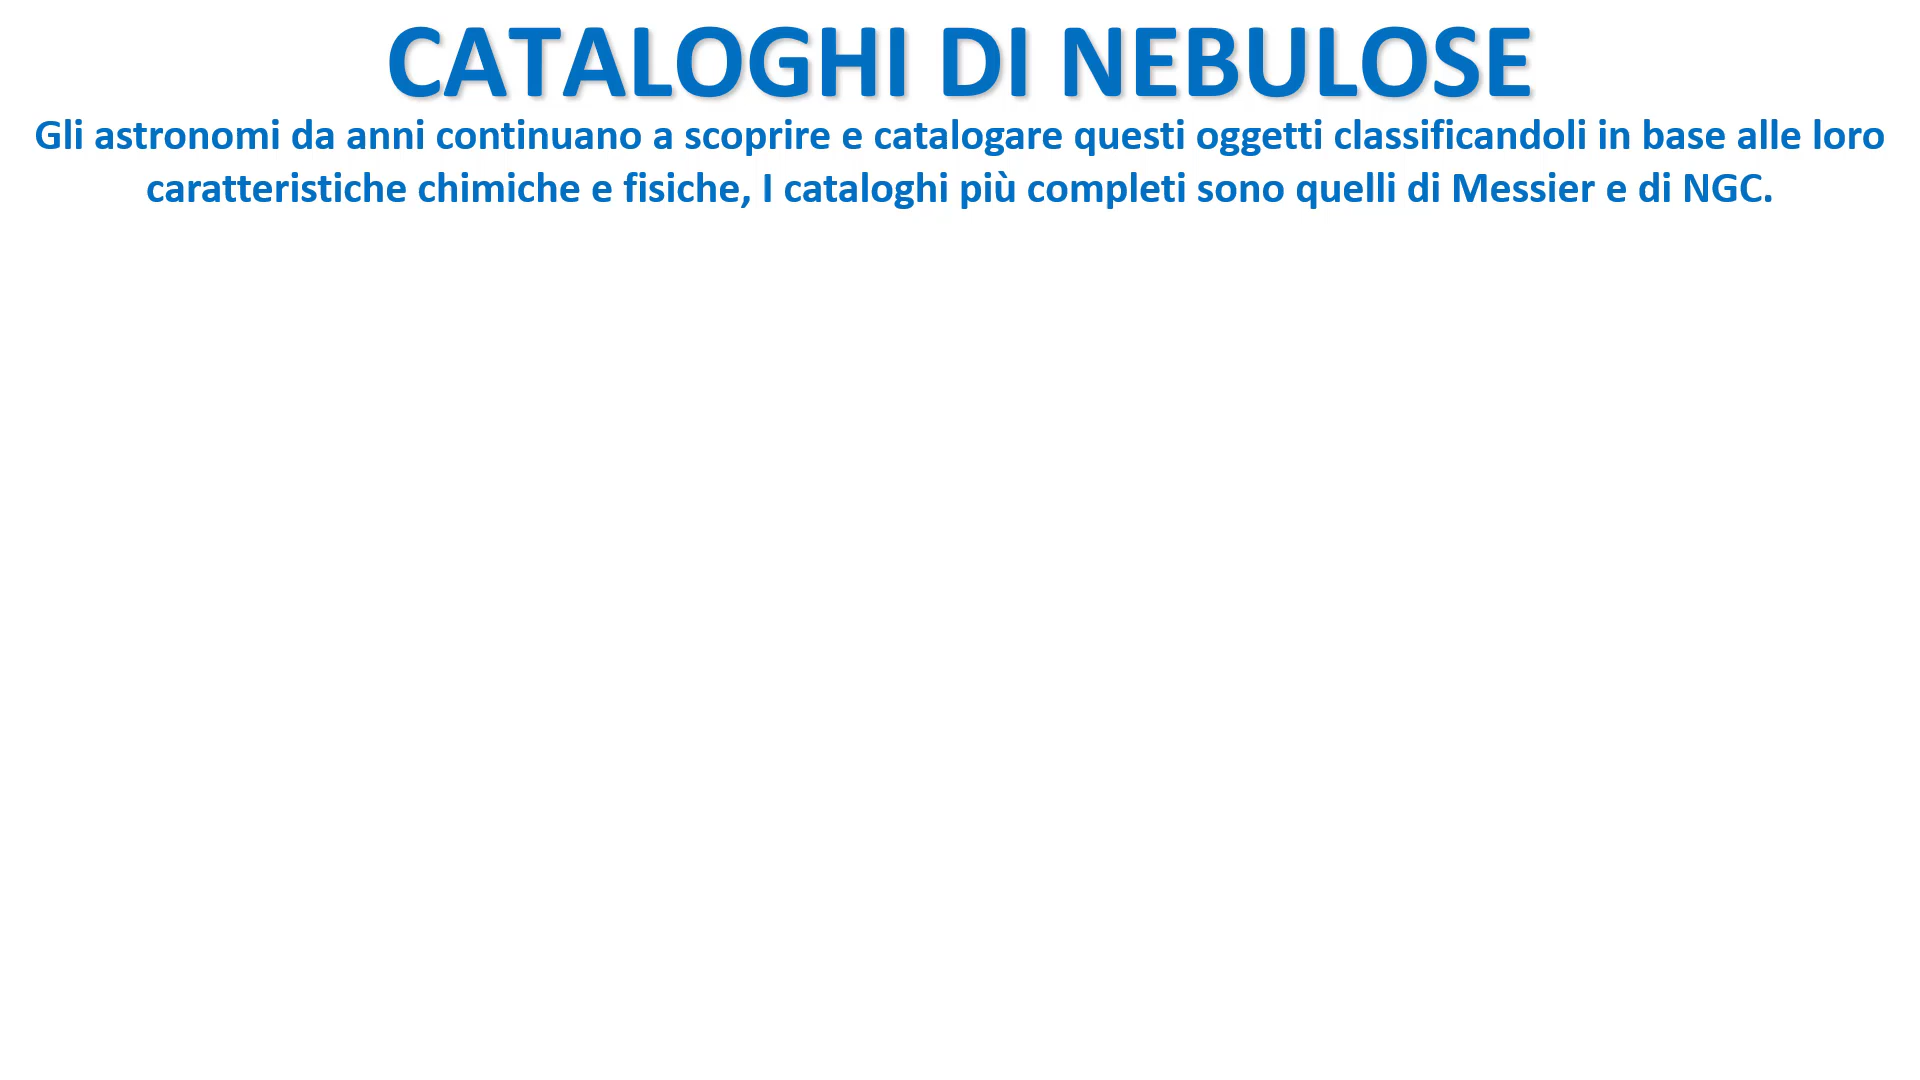 CATALOGHI DI NEBULOSE
Gli astronomi da anni continuano a scoprire e catalogare questi oggetti classificandoli in base alle loro
caratteristiche chimiche e fisiche, I cataloghi più completi sono quelli di Messier e di NGC.